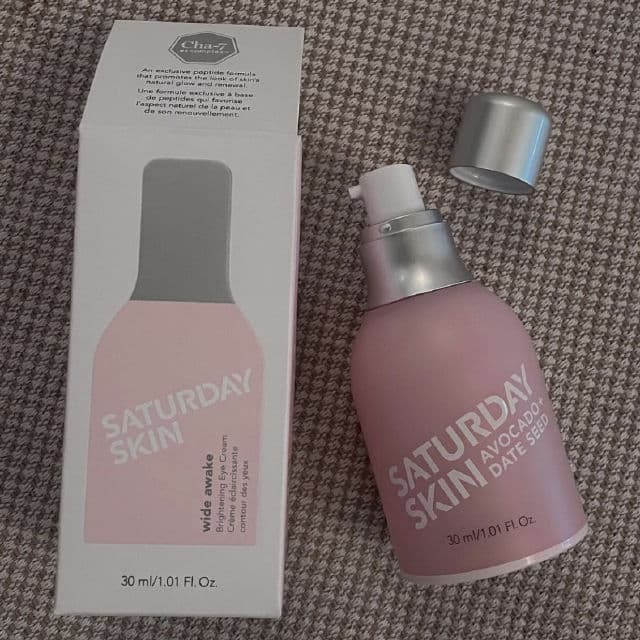 Cha-7
An exclusive peptide formula
that promotes the look of skin's
natural glow and renewal.
Une formule exclusive à base
de peptides qui favorise
l'aspect naturel de la peau et
de son renouvellement.
SATURDAY
SKIN
wide awake
Brightening Eye Cream
Crème éclaircissante
contour des yeux
30 ml/1.01 Fl. Oz.
SATURDAY
SKIN
AVOCADO+
DATE SEED
30 ml/1.01 Fl.Oz.